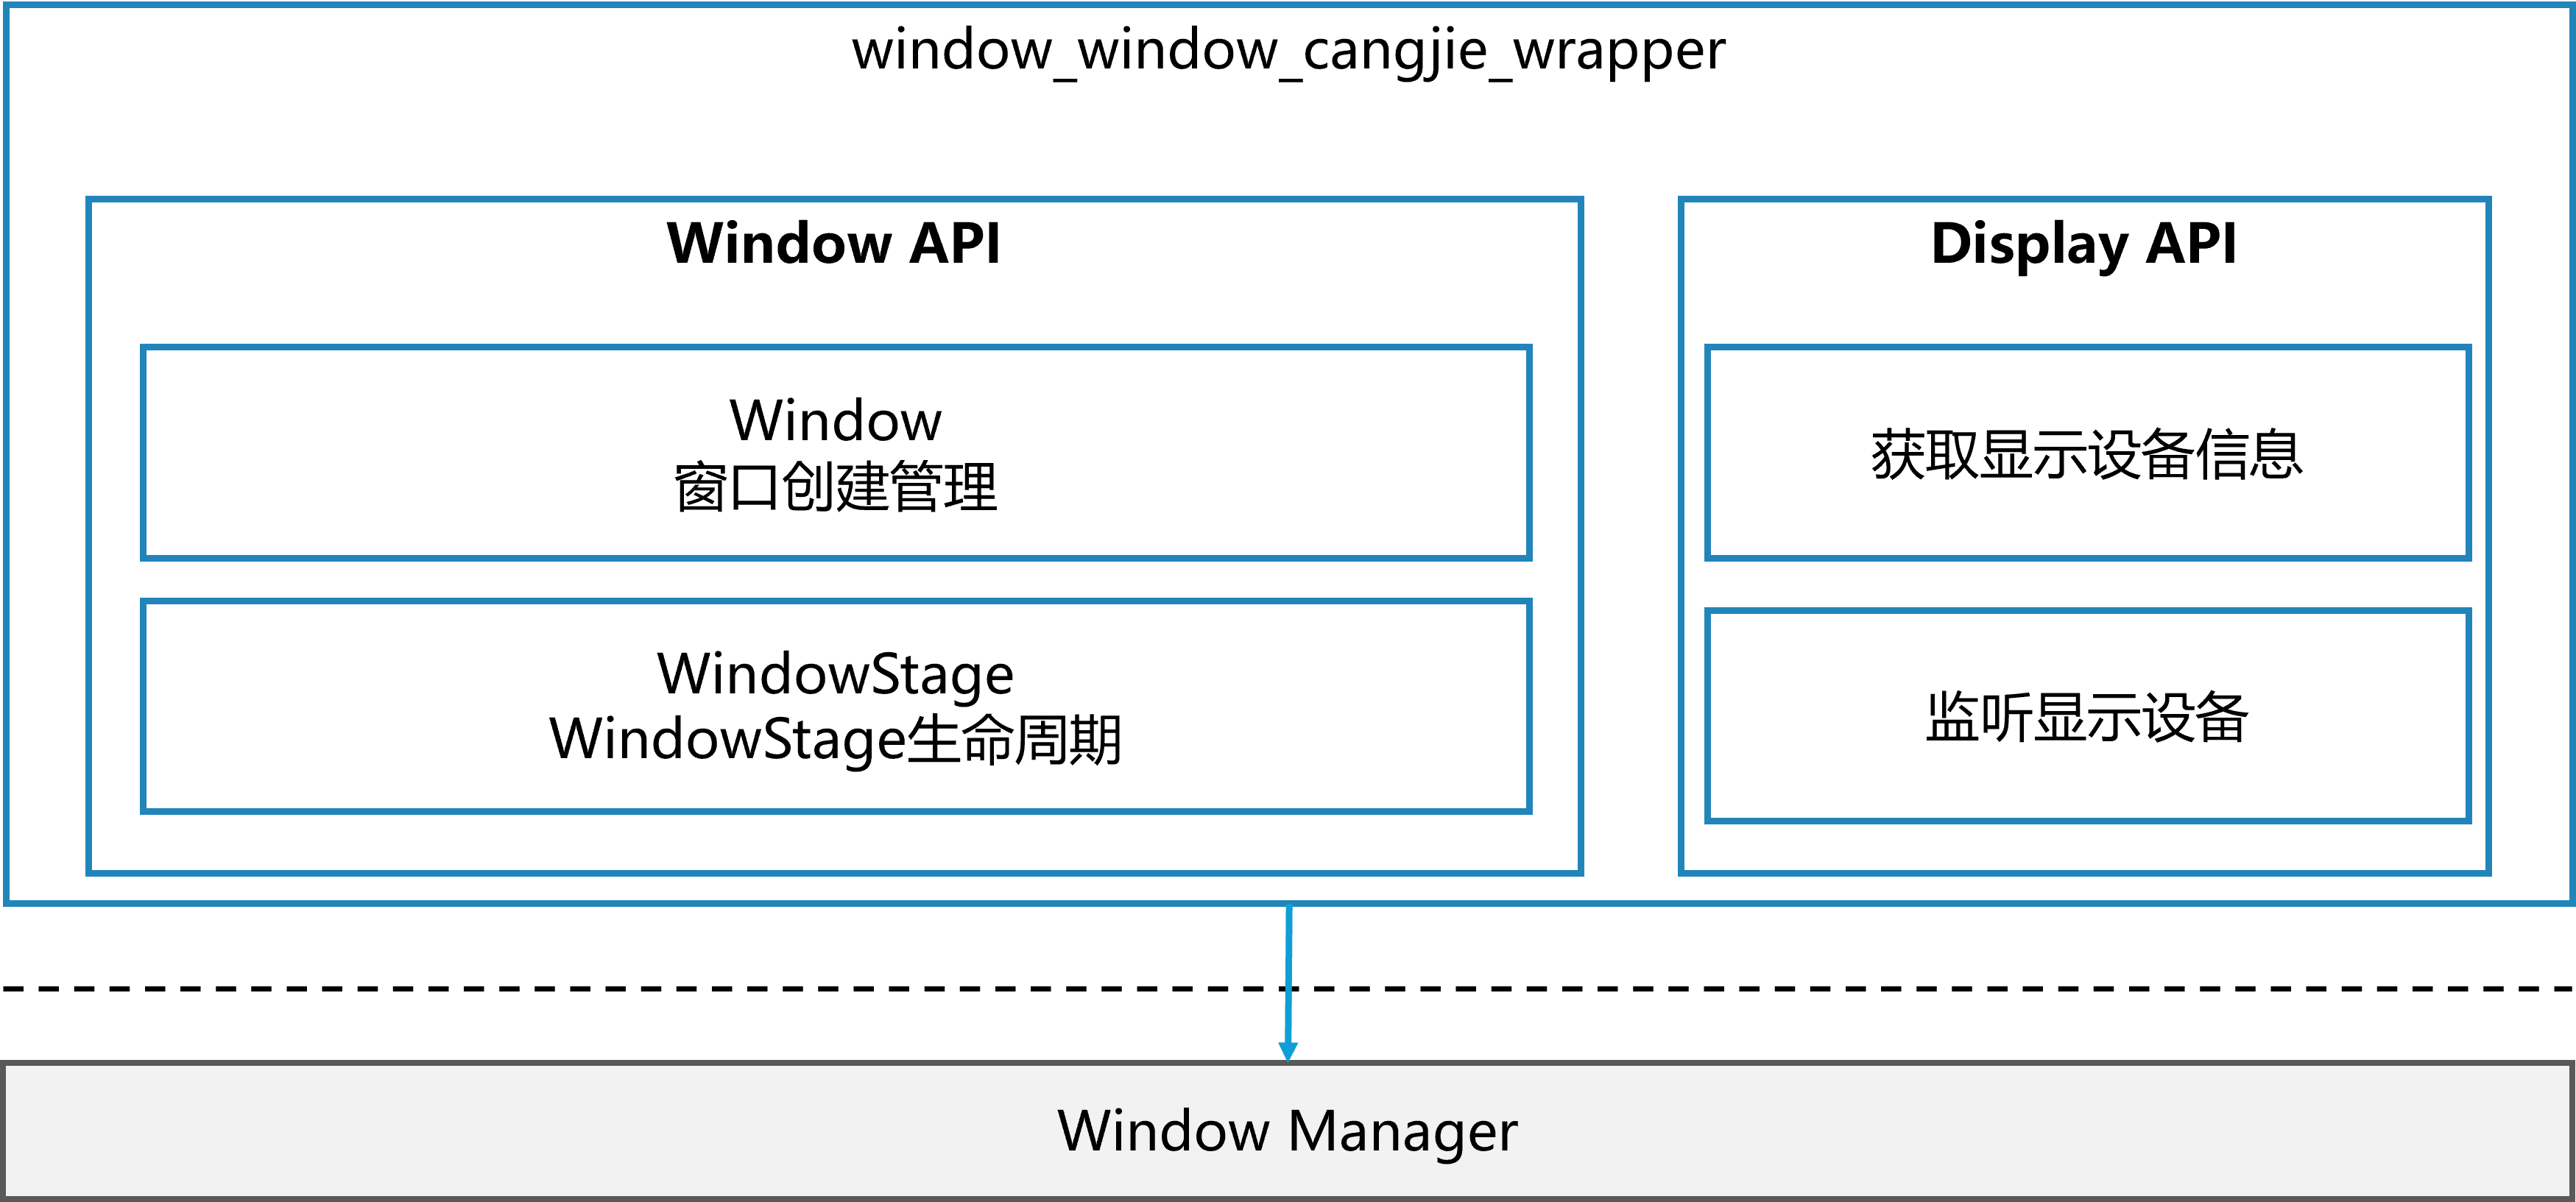 window_window_cangjie_wrapper
Window API
Window
窗口创建管理
WindowStage
WindowStage生命周期
Display API
获取显示设备信息
监听显示设备
Window Manager